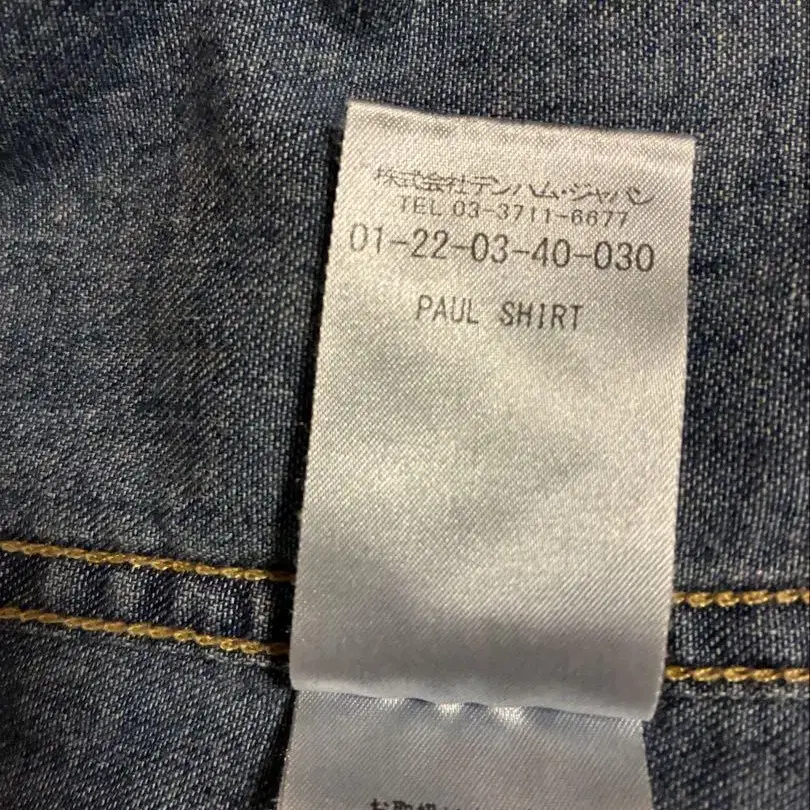 株式会社デンハム・ジャパン
TEL 03-3711-6677
01-22-03-40-030
PAUL SHIRT